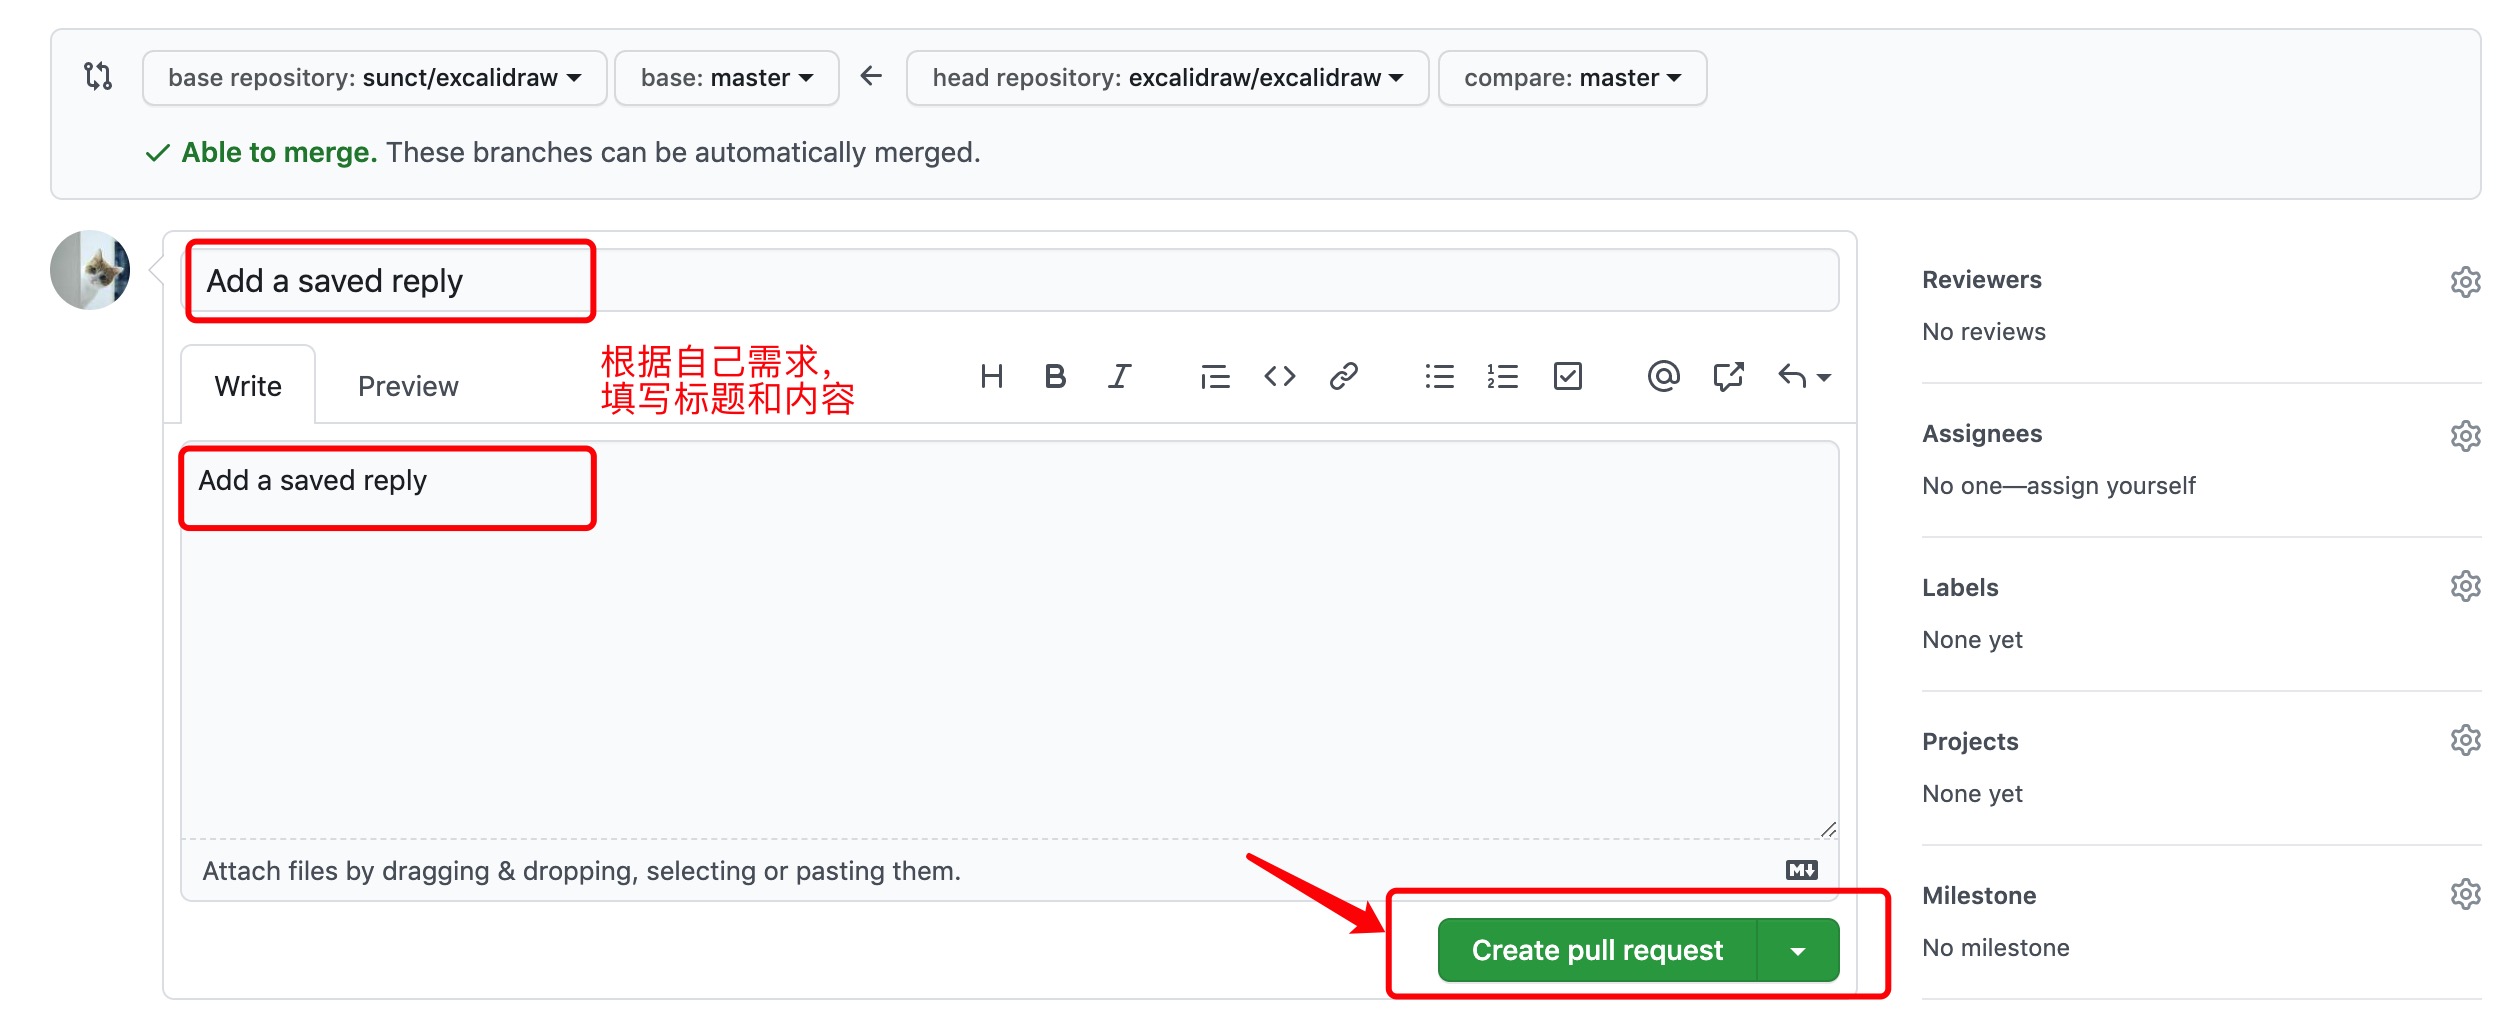 base repository: sunct/excalidraw base: master head repository: excalidraw/excalidraw compare: master
Able to merge. These branches can be automatically merged.
Add a saved reply
根据自己需求，
填写标题和内容
Write Preview
Add a saved reply
Attach files by dragging & dropping, selecting or pasting them.
Create pull request
Reviewers
No reviews
Assignees
No one—assign yourself
Labels
None yet
Projects
None yet
Milestone
No milestone